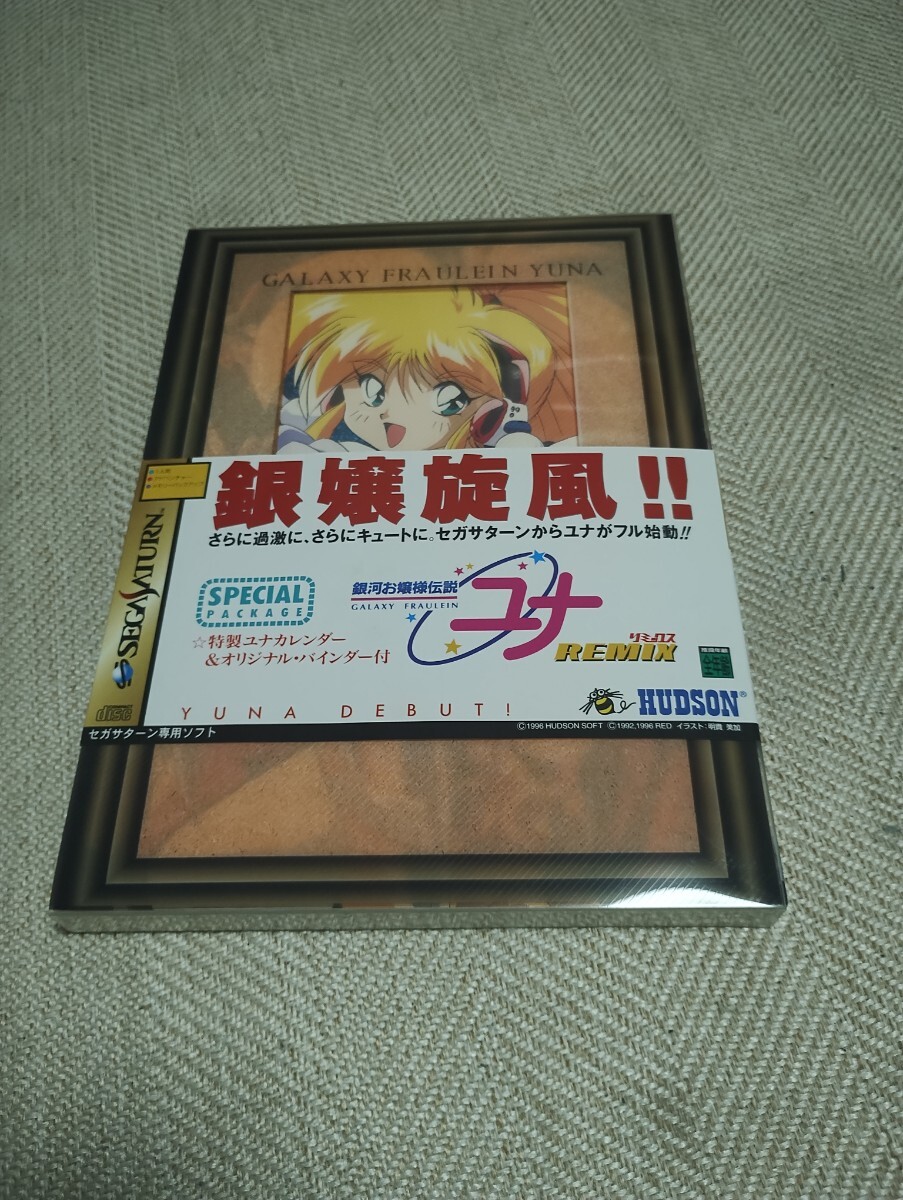 GALAXY FRAULEIN YUNA
銀嬢旋風!!
さらに過激に、さらにキュートに。セガサターンからユナがフル始動!!
SEGA SATURN™
SPECIAL
PACKAGE
☆特製ユナカレンダー
&オリジナル・バインダー付
銀河お嬢様伝説
GALAXY FRAULEIN
ユナ
リミックス
REMIX
YUNA DEBUT!
HUDSON®
disc
セガサターン専用ソフト
©1996 HUDSON SOFT ©1992,1996 RED イラスト:明貴 美加